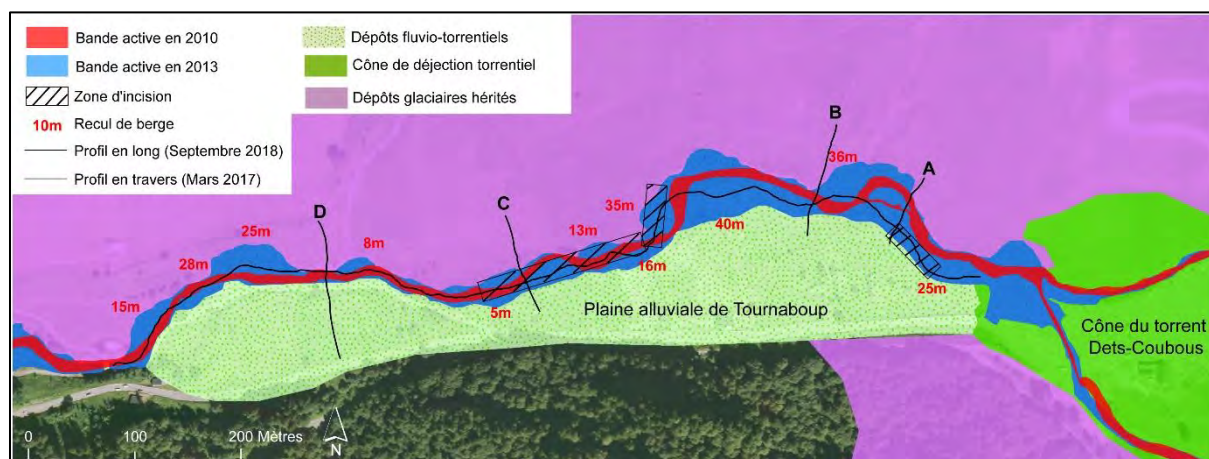 Bande active en 2010
Bande active en 2013
Zone d'incision
10m Recul de berge
Profil en long (Septembre 2018)
Profil en travers (Mars 2017)
Dépôts fluvio-torrentiels
Cône de déjection torrentiel
Dépôts glaciaires hérités
B
36m
A
C
35m
D
25m
13m
40m
8m
28m
16m
25m
15m
5m
Plaine alluviale de Tournaboup
Cône du torrent
Dets-Coubous
0 100 200 Mètres
N